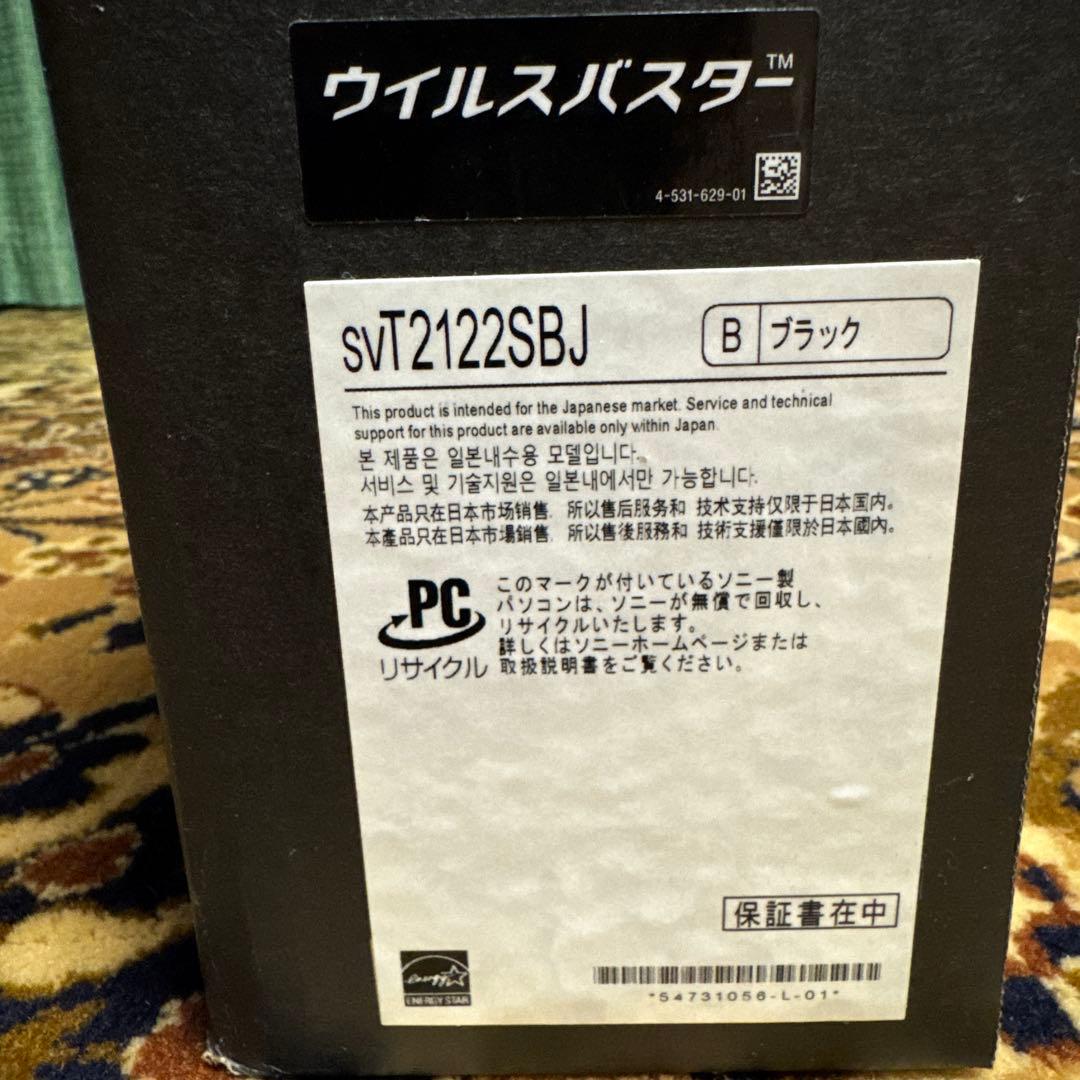 ウイルスバスター™
4-531-629-01
SVT2122SBJ
B ブラック
This product is intended for the Japanese market. Service and technical
support for this product are available only within Japan.
본 제품은 일본내수용 모델입니다.
서비스 및 기술지원은 일본내에서만 가능합니다.
本产品只在日本市场销售. 所以售后服务和 技术支持仅限于日本国内。
本產品只在日本市場銷售. 所以售後服務和 技術支援僅限於日本國內。
PC
リサイクル
このマークが付いているソニー製
パソコンは、ソニーが無償で回収し、
リサイクルいたします。
詳しくはソニーホームページまたは
取扱説明書をご覧ください。
保証書在中
energy
ENERGY STAR
*54731056-L-01*